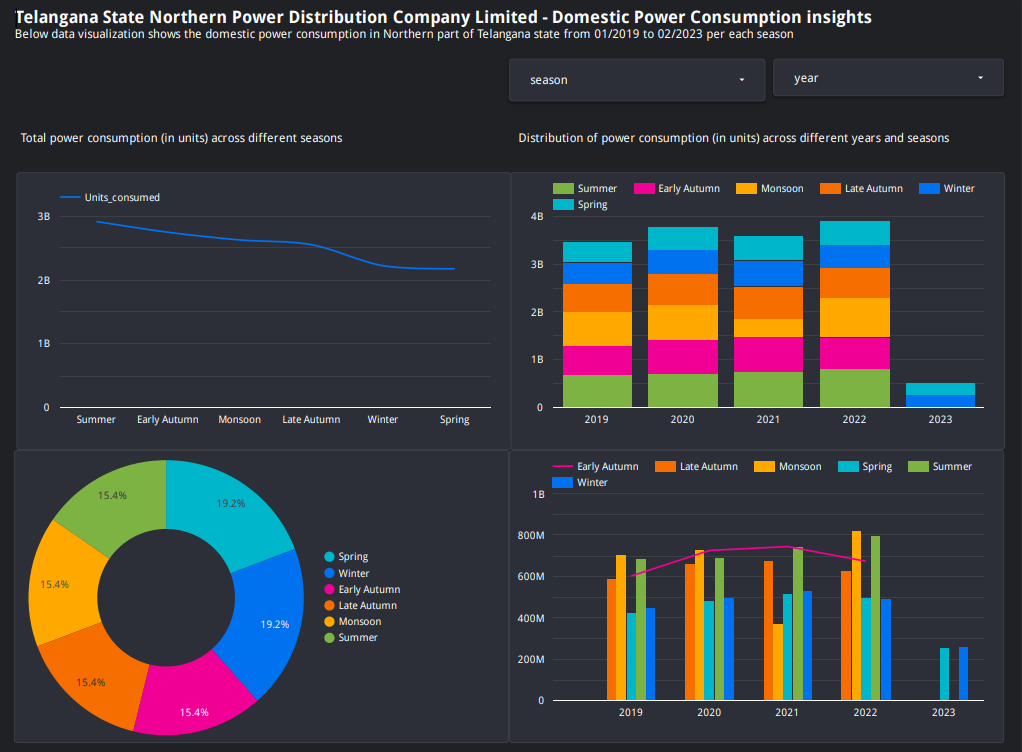 Telangana State Northern Power Distribution Company Limited - Domestic Power Consumption insights
Below data visualization shows the domestic power consumption in Northern part of Telangana state from 01/2019 to 02/2023 per each season
season
year
Total power consumption (in units) across different seasons
Distribution of power consumption (in units) across different years and seasons
Units_consumed
3B
2B
1B
0
Summer Early Autumn Monsoon Late Autumn Winter Spring
Summer Early Autumn Monsoon Late Autumn Winter
Spring
4B
3B
2B
1B
0
2019 2020 2021 2022 2023
15.4%
19.2%
15.4%
19.2%
15.4%
15.4%
Spring
Winter
Early Autumn
Late Autumn
Monsoon
Summer
Early Autumn Late Autumn Monsoon Spring Summer
Winter
1B
800M
600M
400M
200M
0
2019 2020 2021 2022 2023